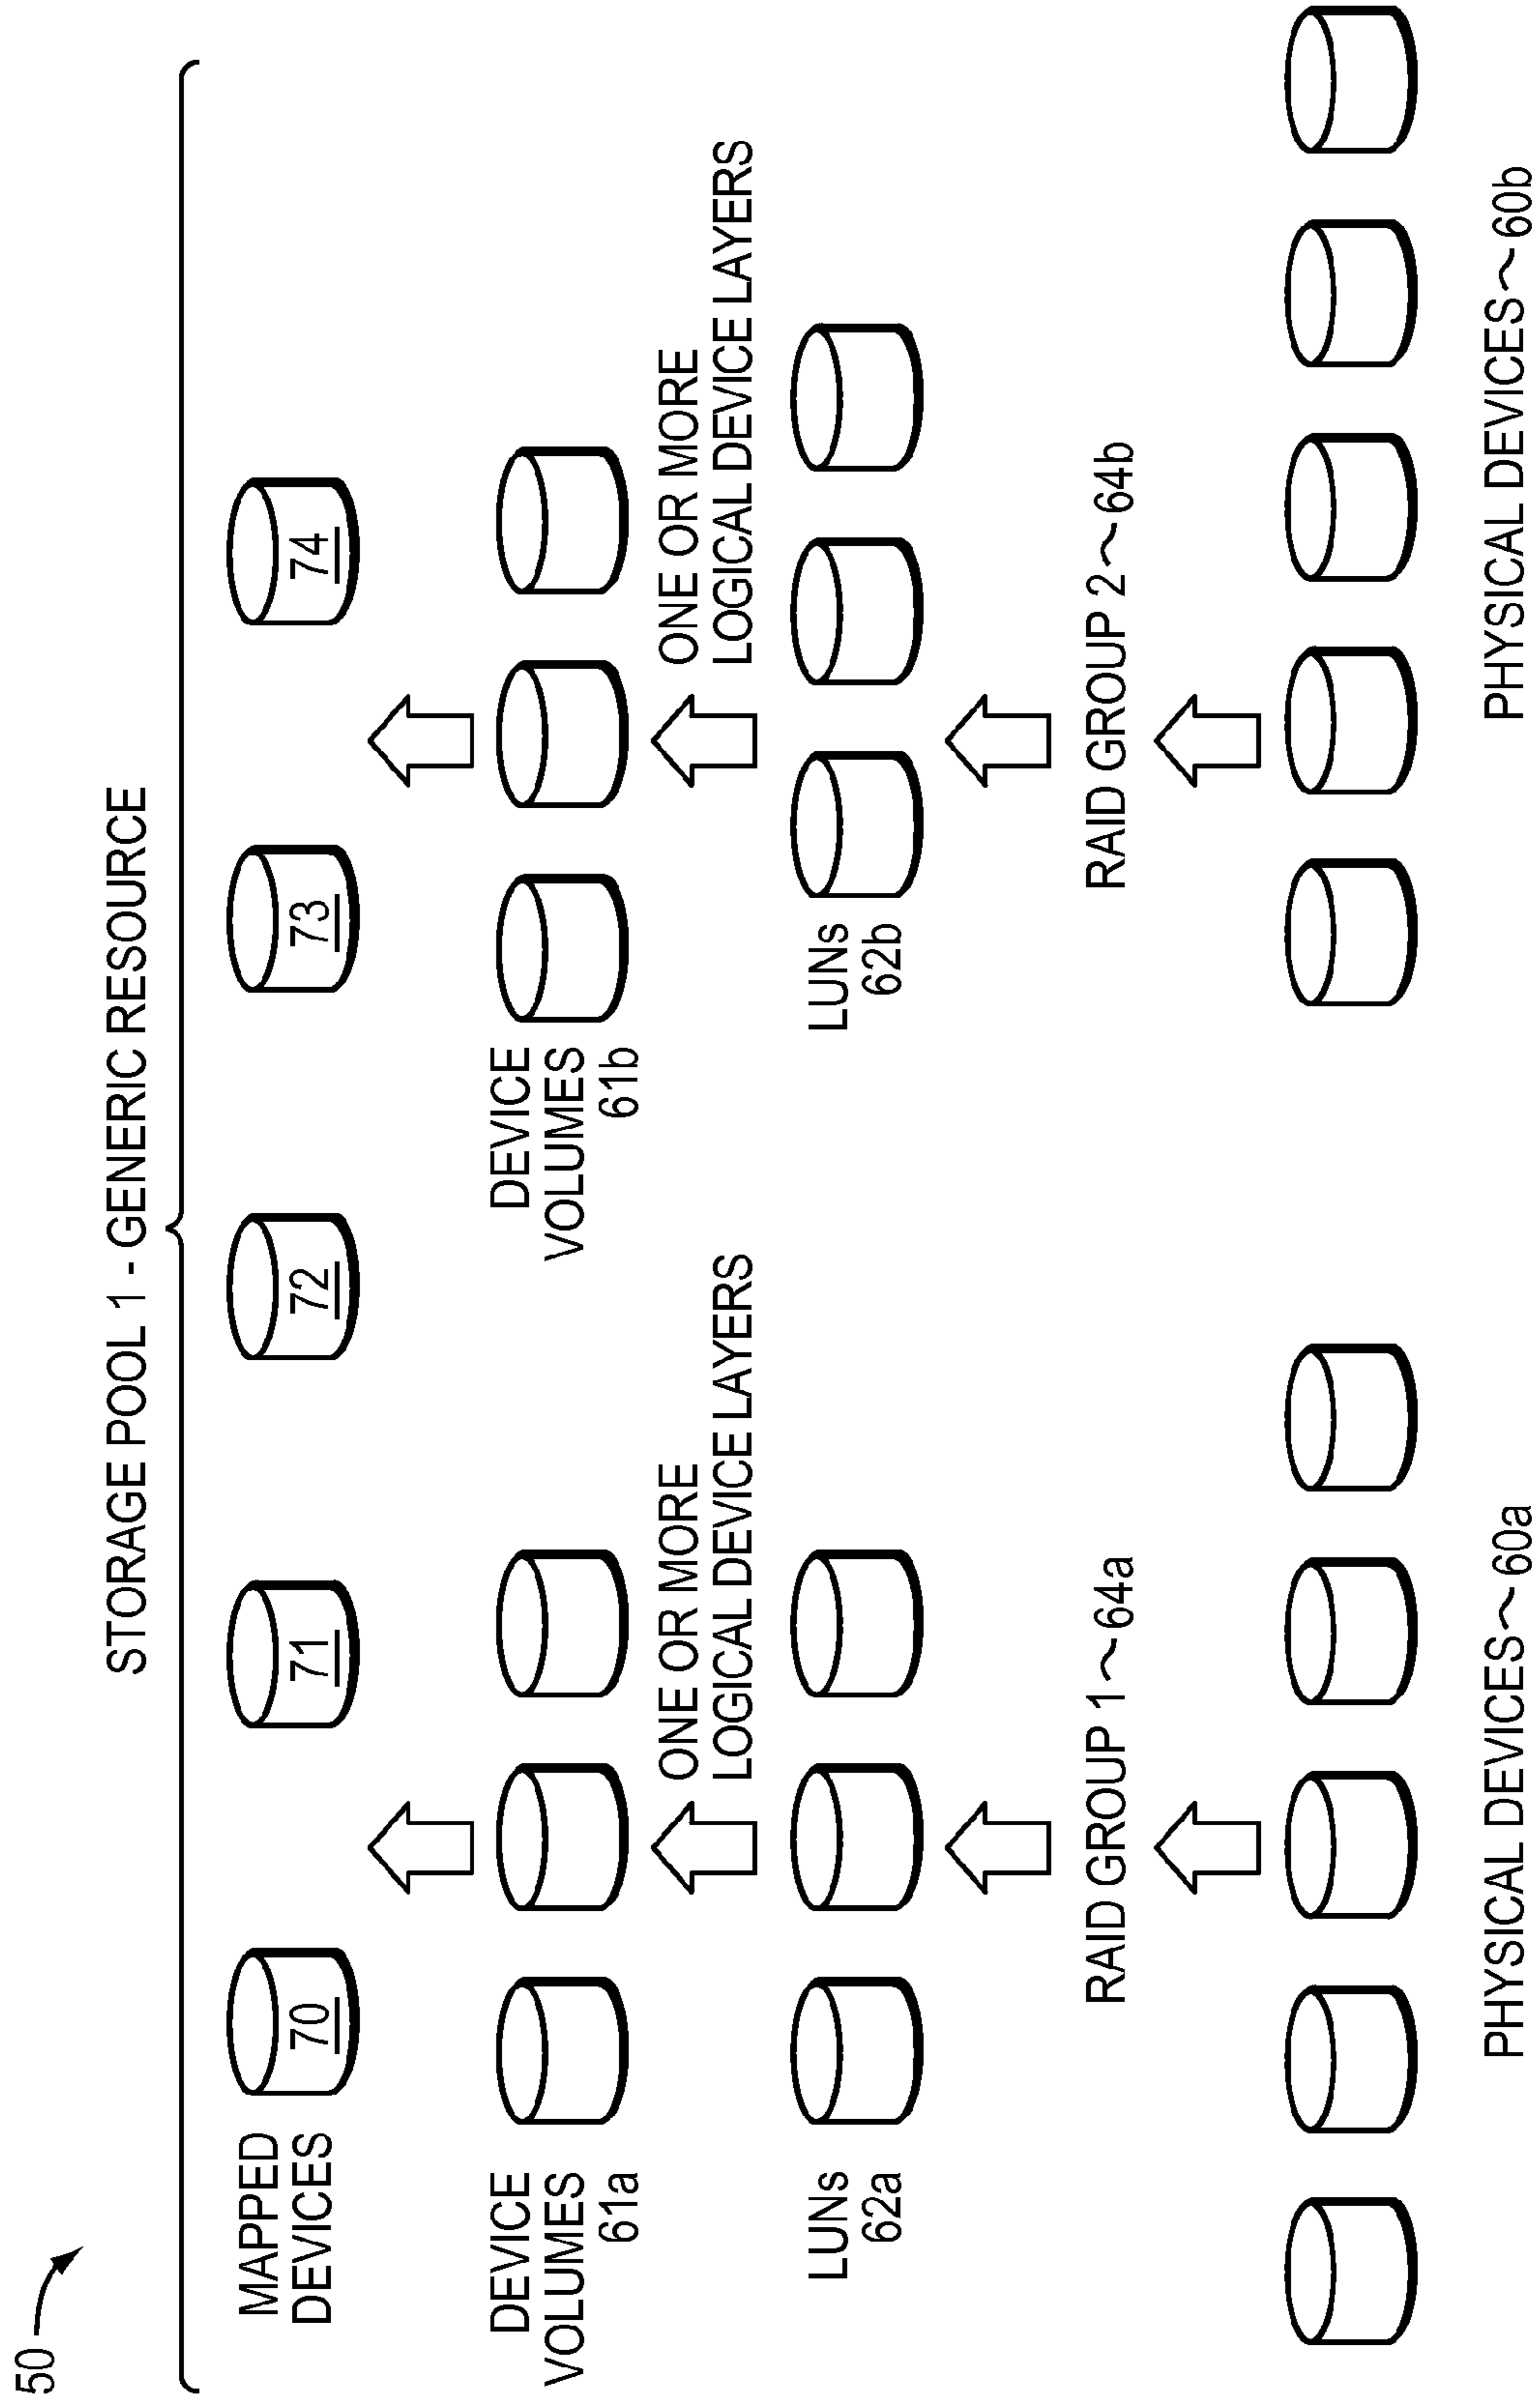 50
STORAGE POOL 1 - GENERIC RESOURCE
MAPPED
DEVICES
70
71
72
73
74
DEVICE
VOLUMES
61a
DEVICE
VOLUMES
61b
ONE OR MORE
LOGICAL DEVICE LAYERS
ONE OR MORE
LOGICAL DEVICE LAYERS
LUNs
62a
LUNs
62b
RAID GROUP 1~64a
RAID GROUP 2~64b
PHYSICAL DEVICES~60a
PHYSICAL DEVICES~60b